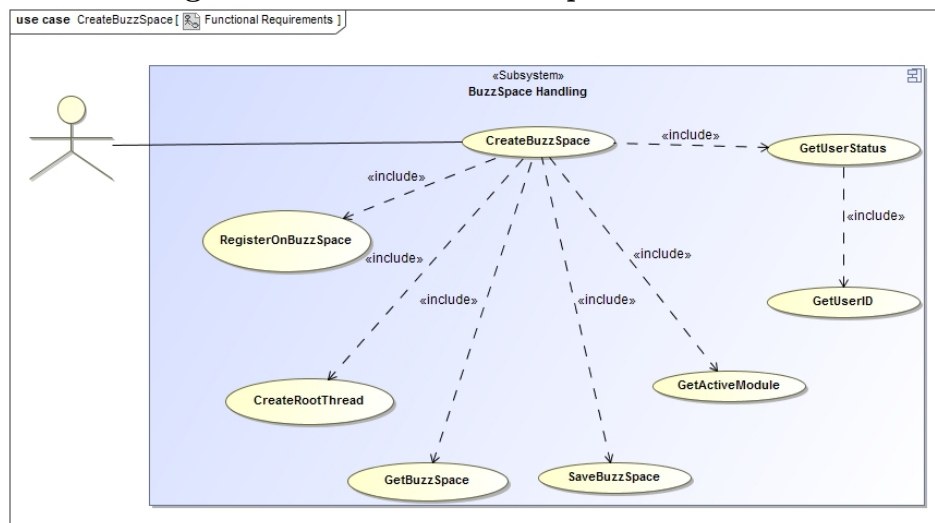 use case CreateBuzzSpace [ Functional Requirements ]
«Subsystem»
BuzzSpace Handling
CreateBuzzSpace
«include»
GetUserStatus
«include»
RegisterOnBuzzSpace
«include»
«include»
«include»
«include»
«include»
GetUserID
CreateRootThread
GetActiveModule
GetBuzzSpace
SaveBuzzSpace